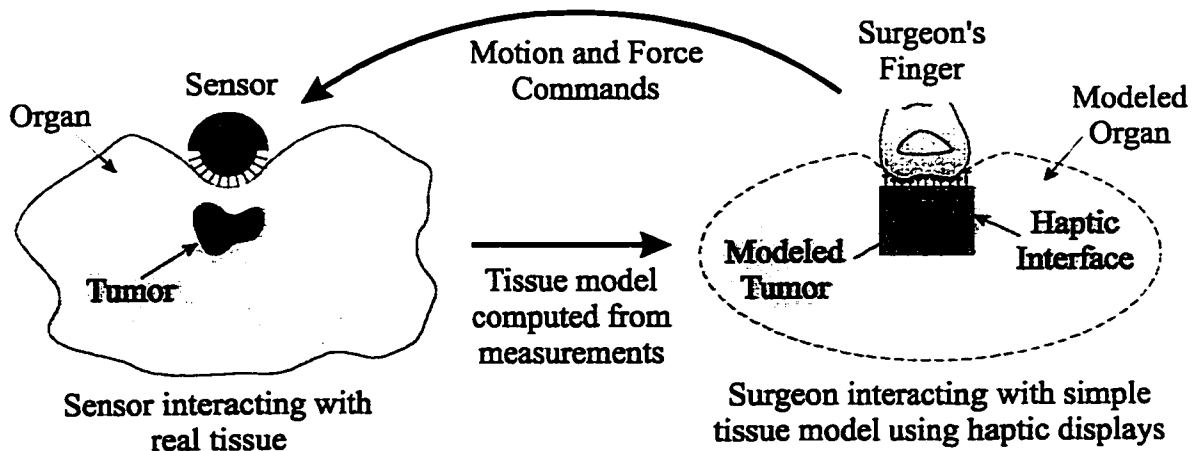 Motion and Force
Commands
Sensor
Organ
Surgeon's
Finger
Modeled
Organ
Tumor
Tissue model
computed from
measurements
Modeled
Tumor
Haptic
Interface
Sensor interacting with
real tissue
Surgeon interacting with simple
tissue model using haptic displays